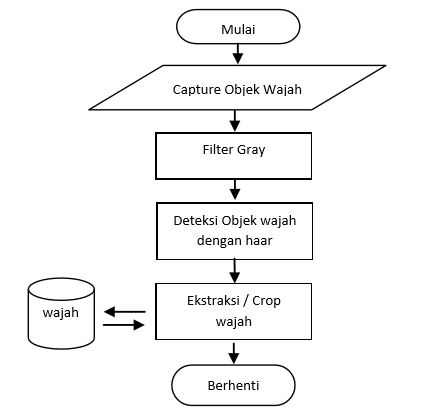 Mulai
Capture Objek Wajah
Filter Gray
Deteksi Objek wajah
dengan haar
Ekstraksi / Crop
wajah
wajah
Berhenti